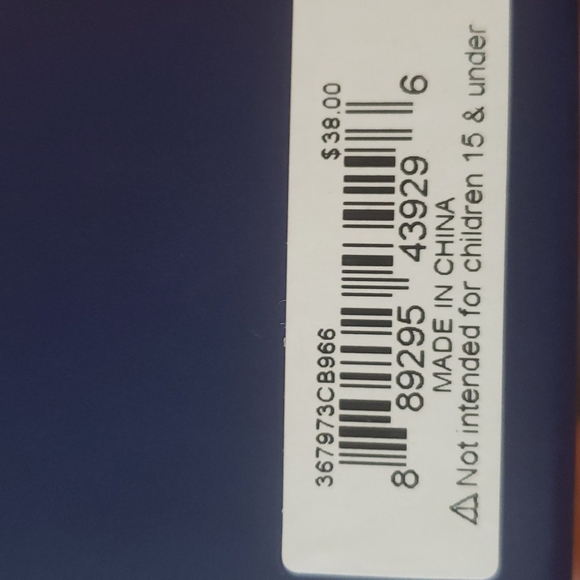 367973CB966 $38.00
8 89295 43929 6
MADE IN CHINA
⚠Not intended for children 15 & under